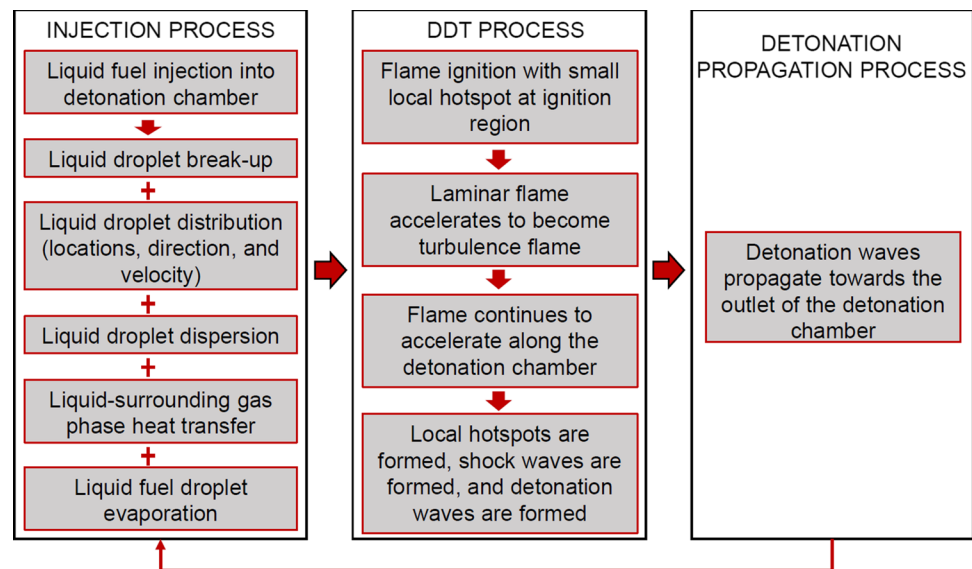 INJECTION PROCESS
Liquid fuel injection into
detonation chamber
Liquid droplet break-up
+
Liquid droplet distribution
(locations, direction, and
velocity)
+
Liquid droplet dispersion
+
Liquid-surrounding gas
phase heat transfer
+
Liquid fuel droplet
evaporation
DDT PROCESS
Flame ignition with small
local hotspot at ignition
region
Laminar flame
accelerates to become
turbulence flame
Flame continues to
accelerate along the
detonation chamber
Local hotspots are
formed, shock waves are
formed, and detonation
waves are formed
DETONATION
PROPAGATION PROCESS
Detonation waves
propagate towards the
outlet of the detonation
chamber